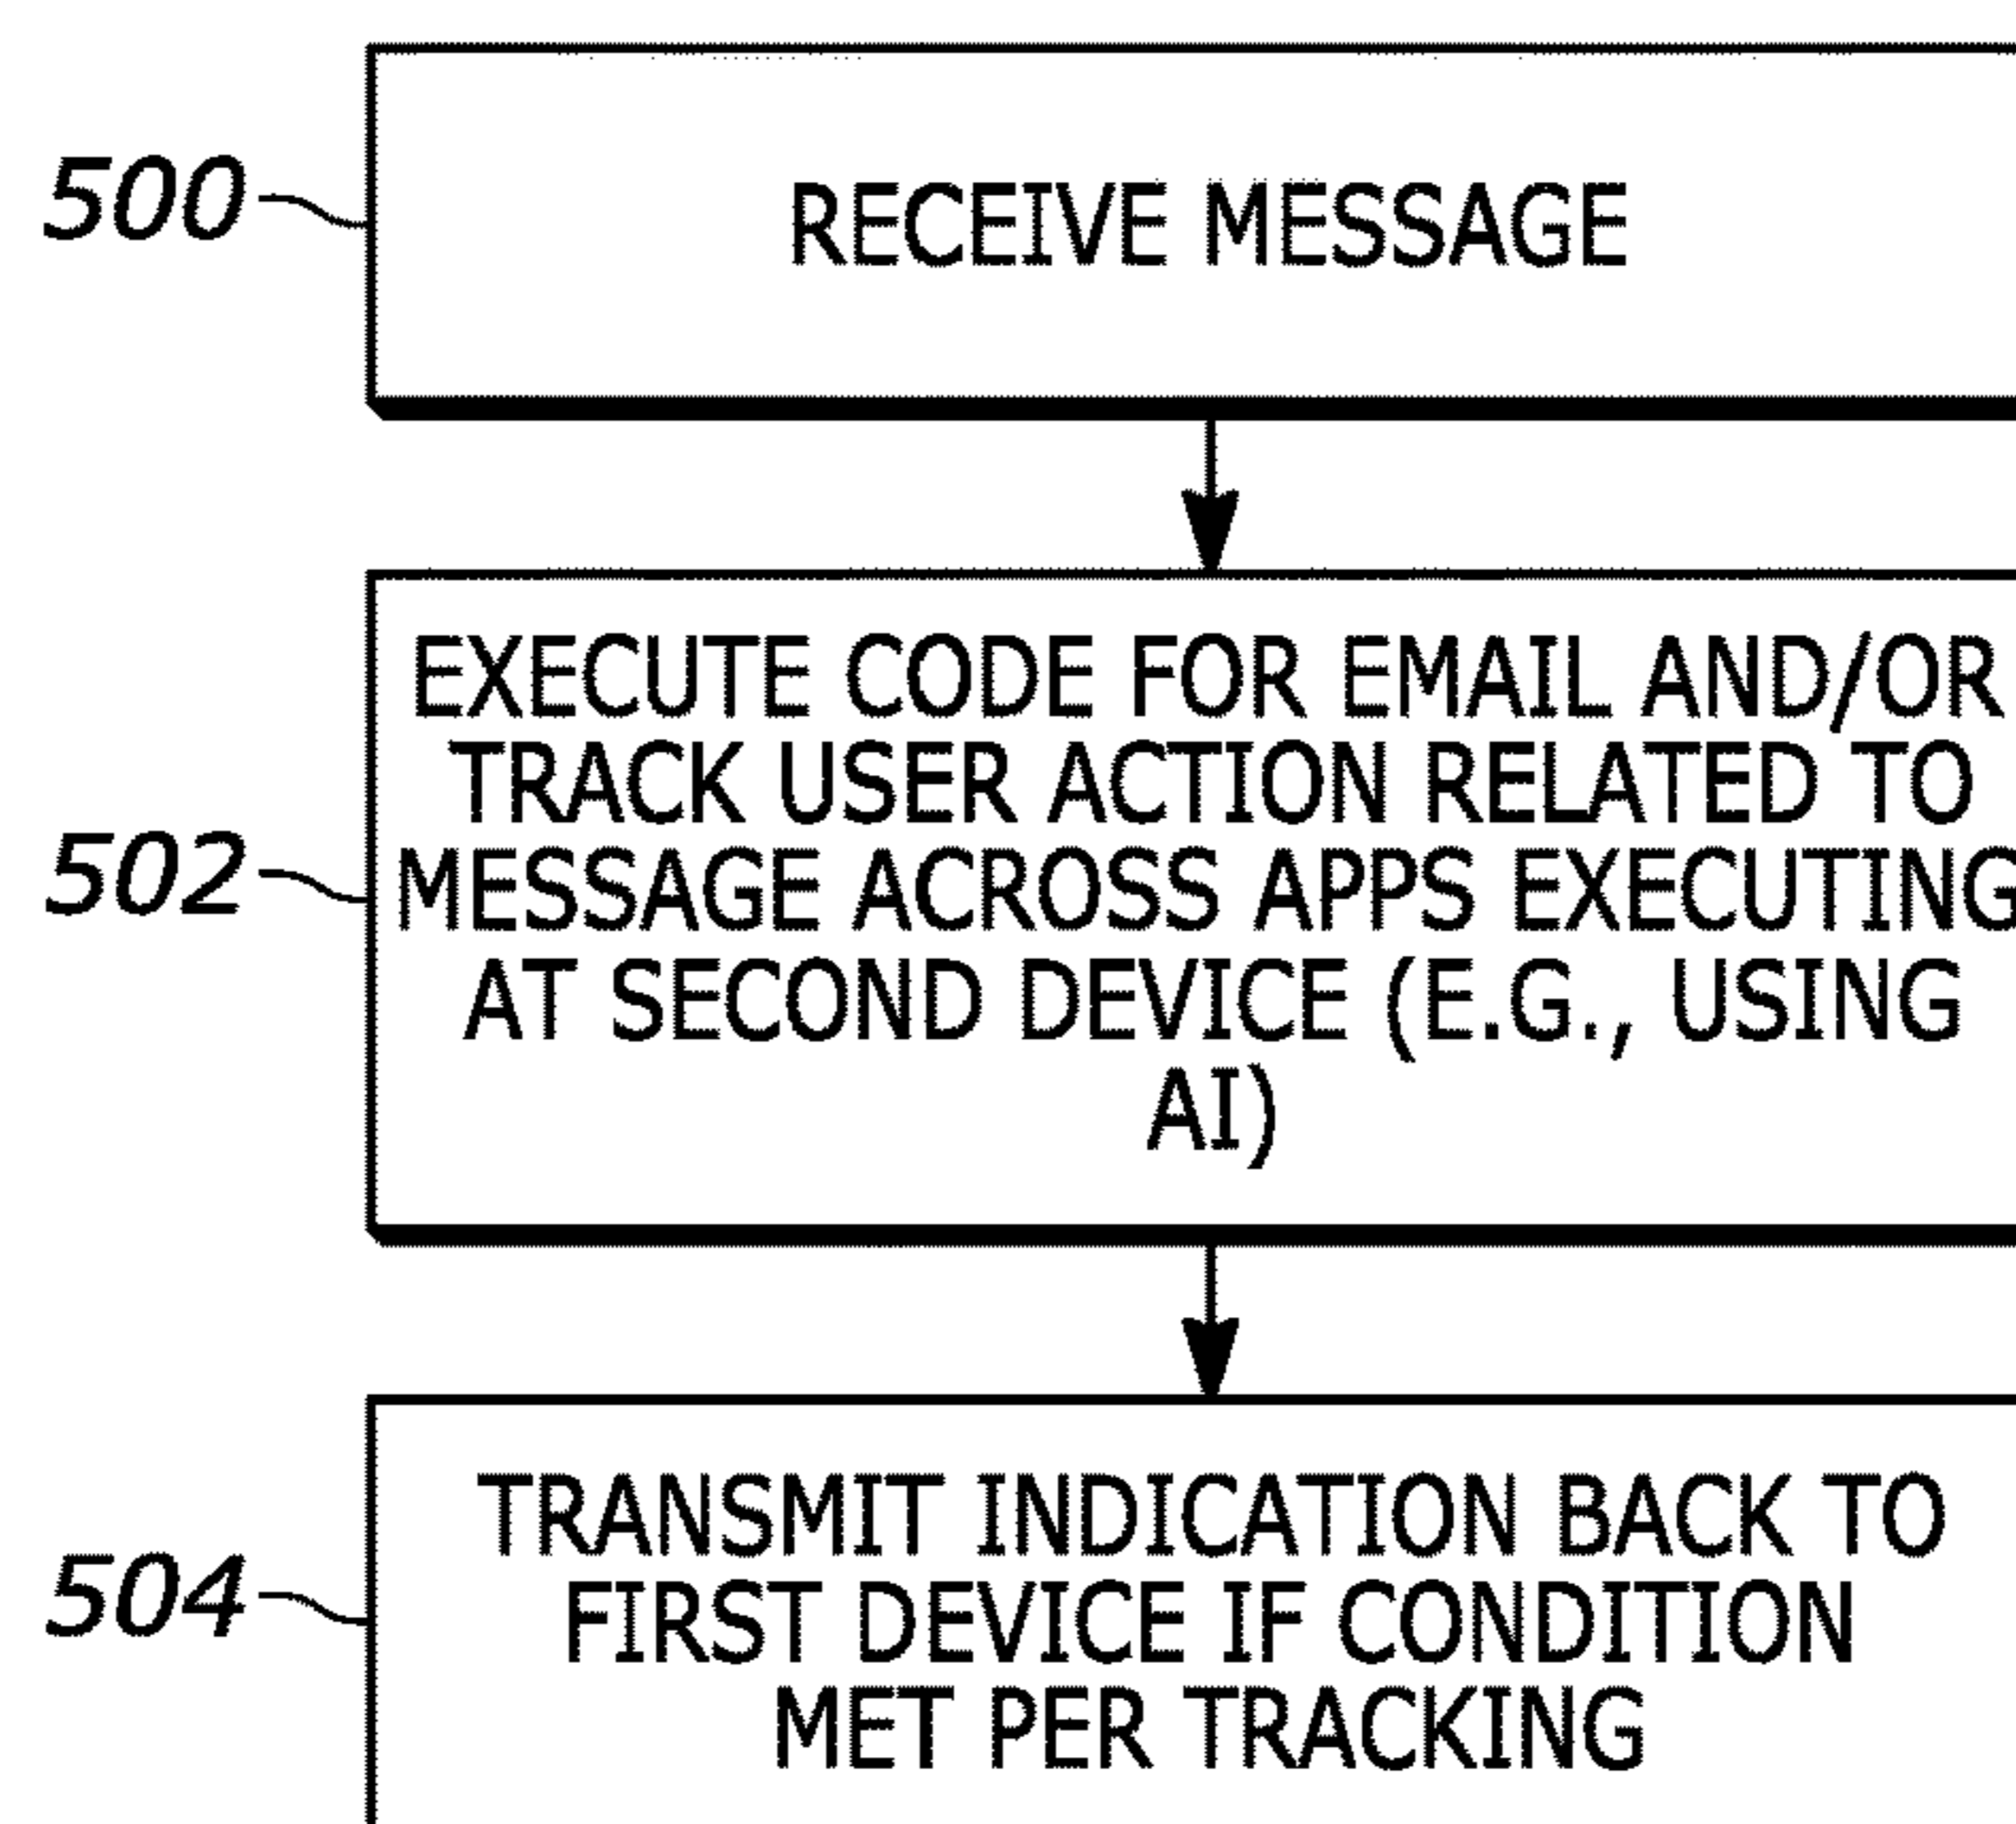 500
RECEIVE MESSAGE
502
EXECUTE CODE FOR EMAIL AND/OR
TRACK USER ACTION RELATED TO
MESSAGE ACROSS APPS EXECUTING
AT SECOND DEVICE (E.G., USING
AI)
504
TRANSMIT INDICATION BACK TO
FIRST DEVICE IF CONDITION
MET PER TRACKING